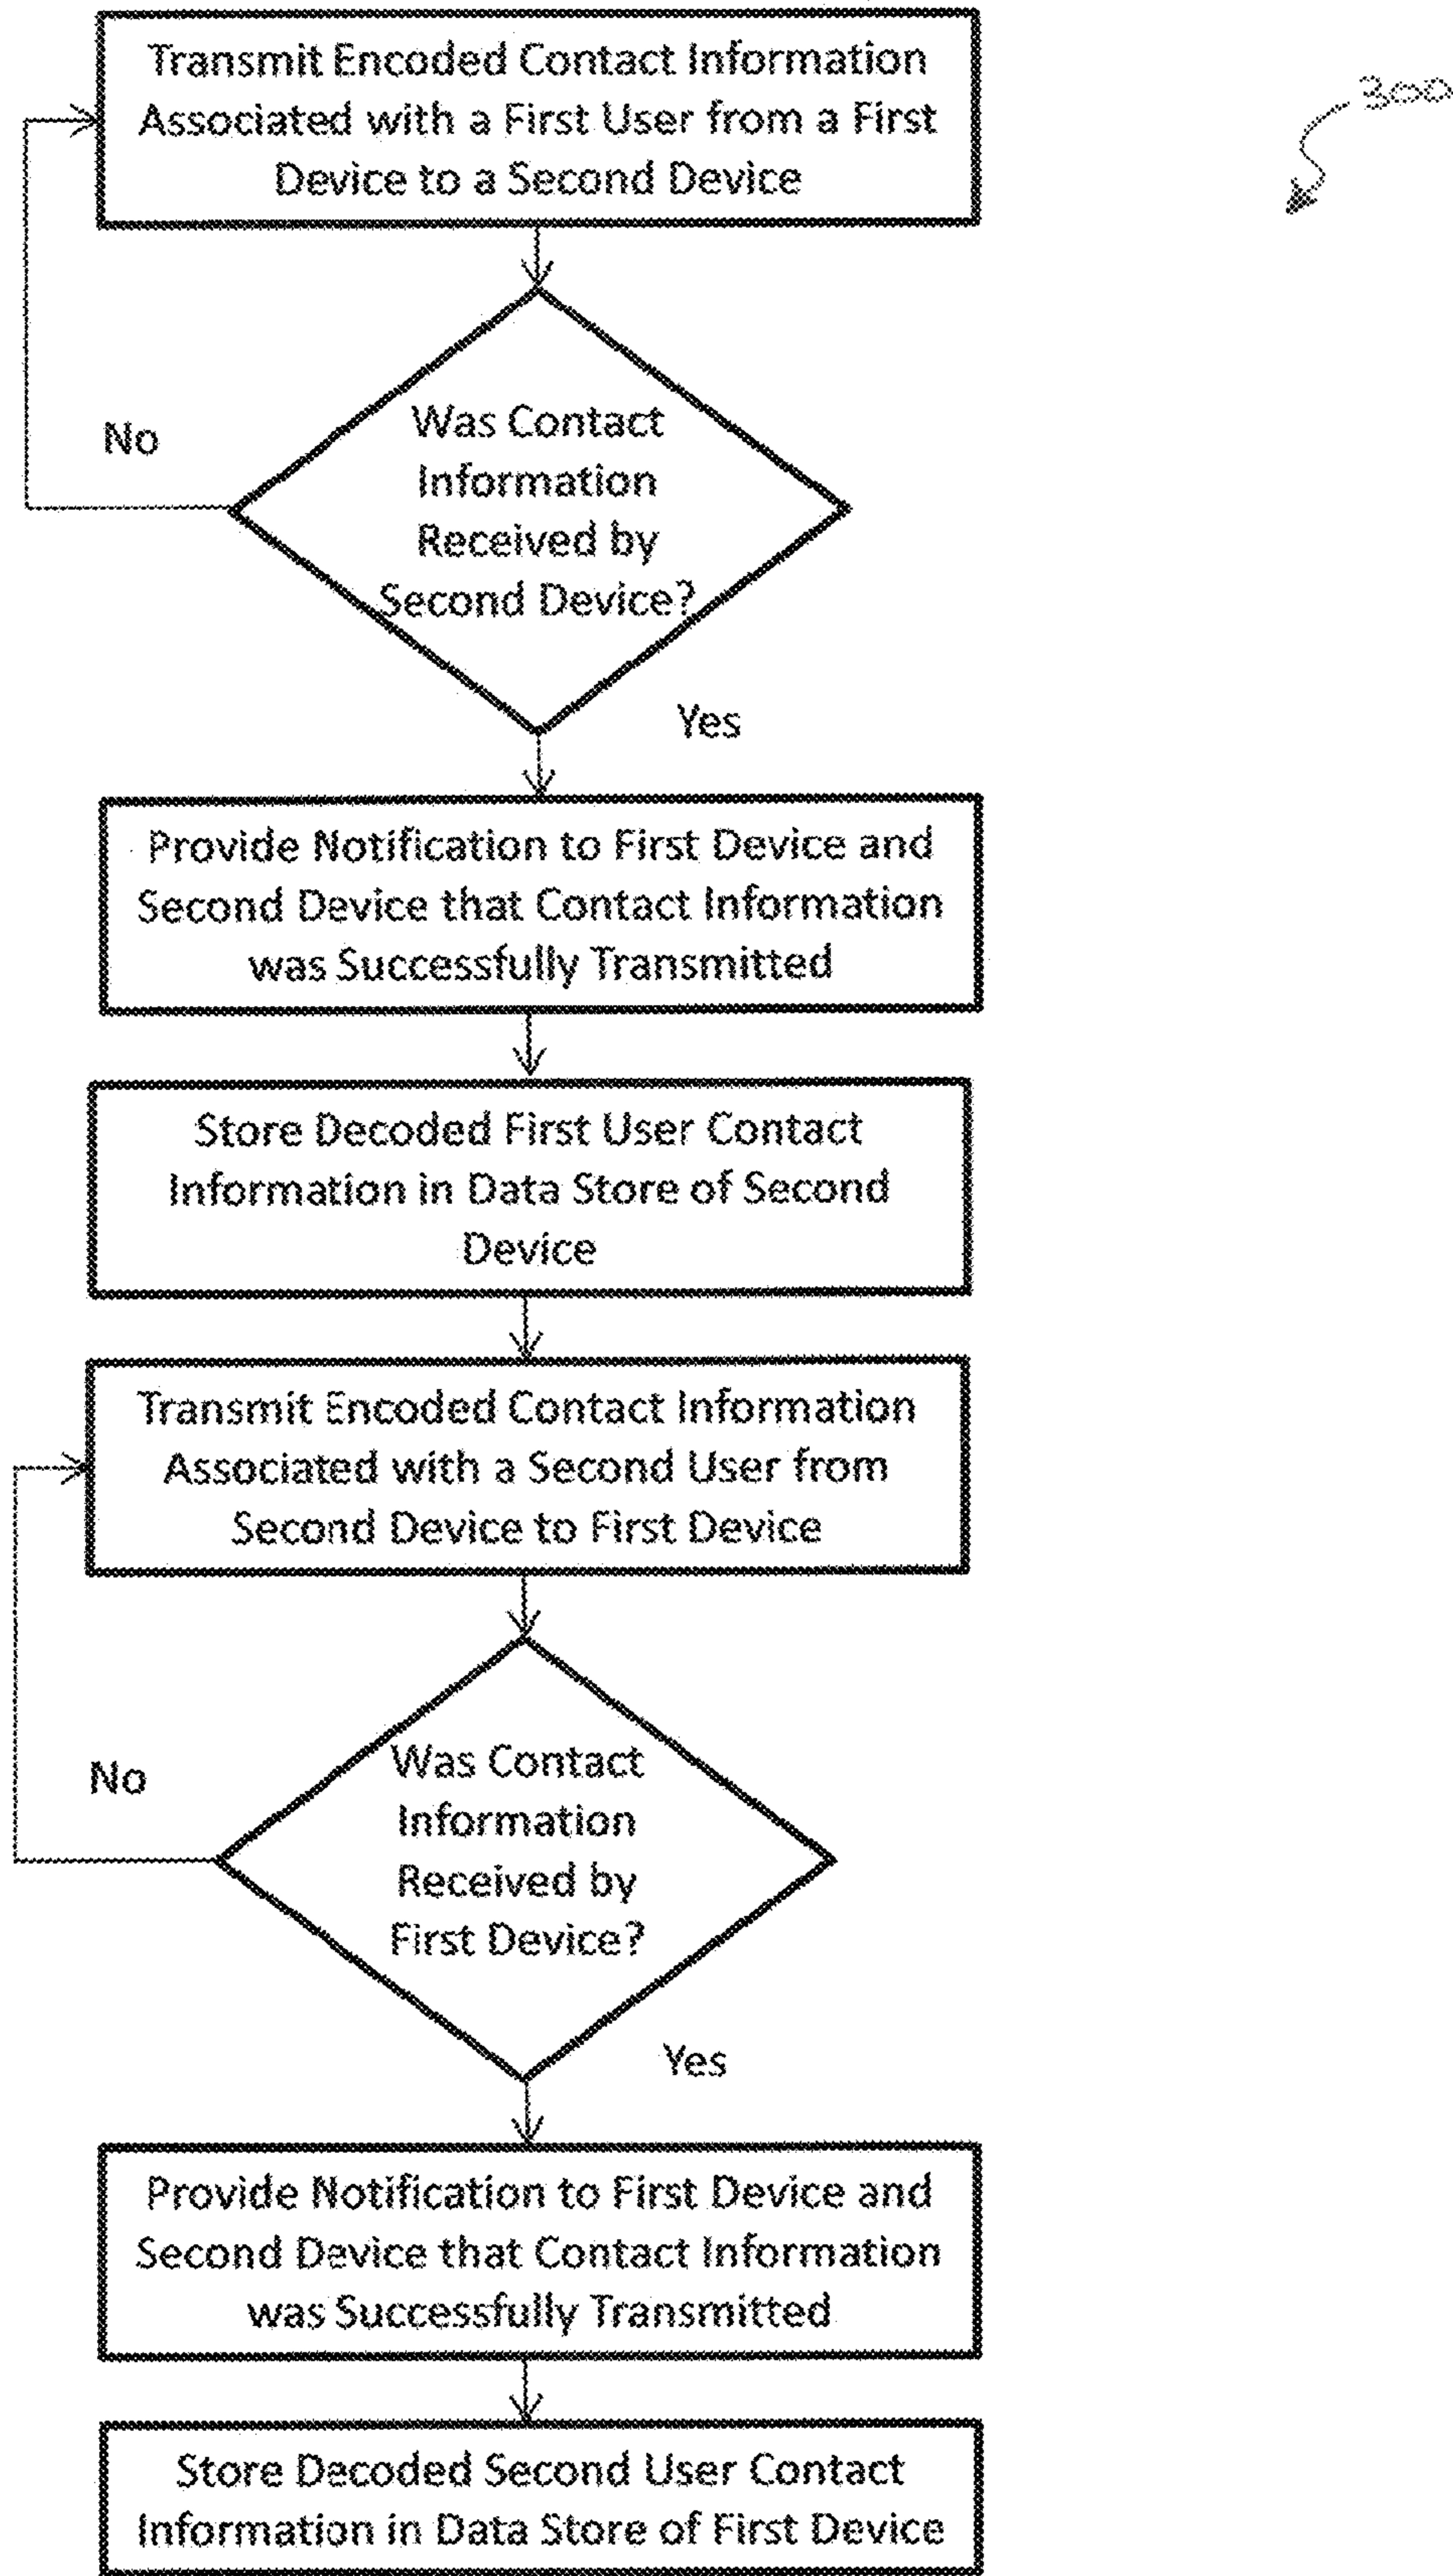 Transmit Encoded Contact Information
Associated with a First User from a First
Device to a Second Device
300
Was Contact
Information
Received by
Second Device?
No
Yes
Provide Notification to First Device and
Second Device that Contact Information
was Successfully Transmitted
Store Decoded First User Contact
Information in Data Store of Second
Device
Transmit Encoded Contact Information
Associated with a Second User from
Second Device to First Device
Was Contact
Information
Received by
First Device?
No
Yes
Provide Notification to First Device and
Second Device that Contact Information
was Successfully Transmitted
Store Decoded Second User Contact
Information in Data Store of First Device